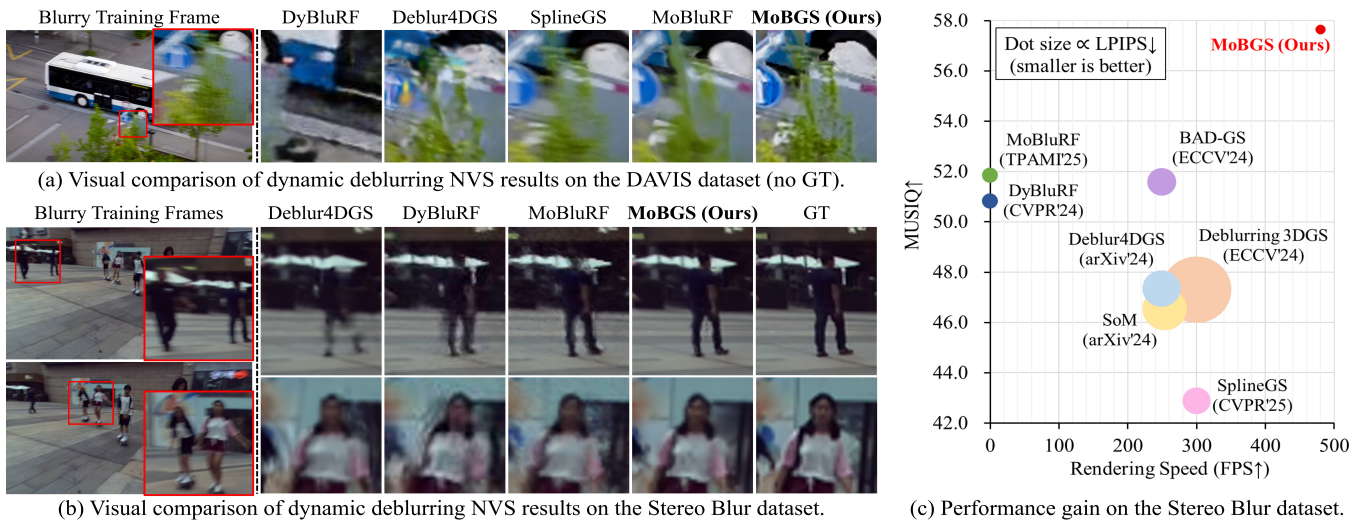 Blurry Training Frame
DyBluRF
Deblur4DGS
SplineGS
MoBluRF
MoBGS (Ours)
(a) Visual comparison of dynamic deblurring NVS results on the DAVIS dataset (no GT).
Blurry Training Frames
Deblur4DGS
DyBluRF
MoBluRF
MoBGS (Ours)
GT
(b) Visual comparison of dynamic deblurring NVS results on the Stereo Blur dataset.
58.0
56.0
54.0
52.0
50.0
48.0
46.0
44.0
42.0
MUSIQ↑
Dot size ∝ LPIPS↓
(smaller is better)
MoBGS (Ours)
MoBluRF
(TPAMI'25)
BAD-GS
(ECCV'24)
DyBluRF
(CVPR'24)
Deblur4DGS
(arXiv'24)
Deblurring 3DGS
(ECCV'24)
SoM
(arXiv'24)
SplineGS
(CVPR'25)
0
100
200
300
400
500
Rendering Speed (FPS↑)
(c) Performance gain on the Stereo Blur dataset.